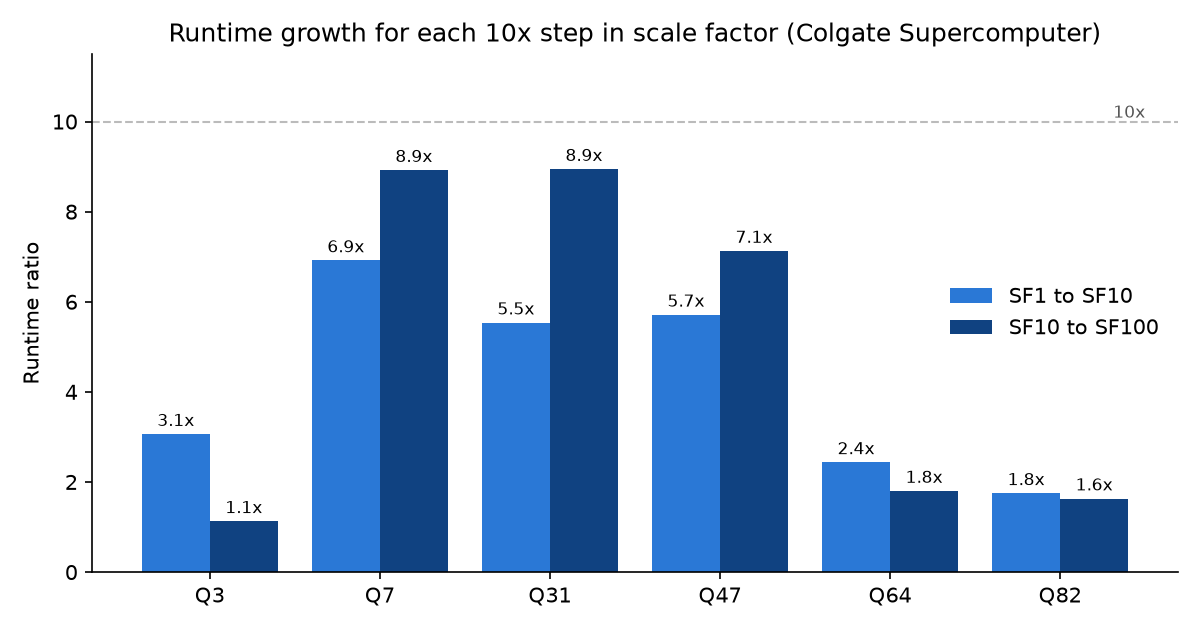 Runtime growth for each 10x step in scale factor (Colgate Supercomputer)
Runtime ratio
10
8
6
4
2
0
10x
3.1x
1.1x
6.9x
8.9x
5.5x
8.9x
5.7x
7.1x
2.4x
1.8x
1.8x
1.6x
SF1 to SF10
SF10 to SF100
Q3
Q7
Q31
Q47
Q64
Q82